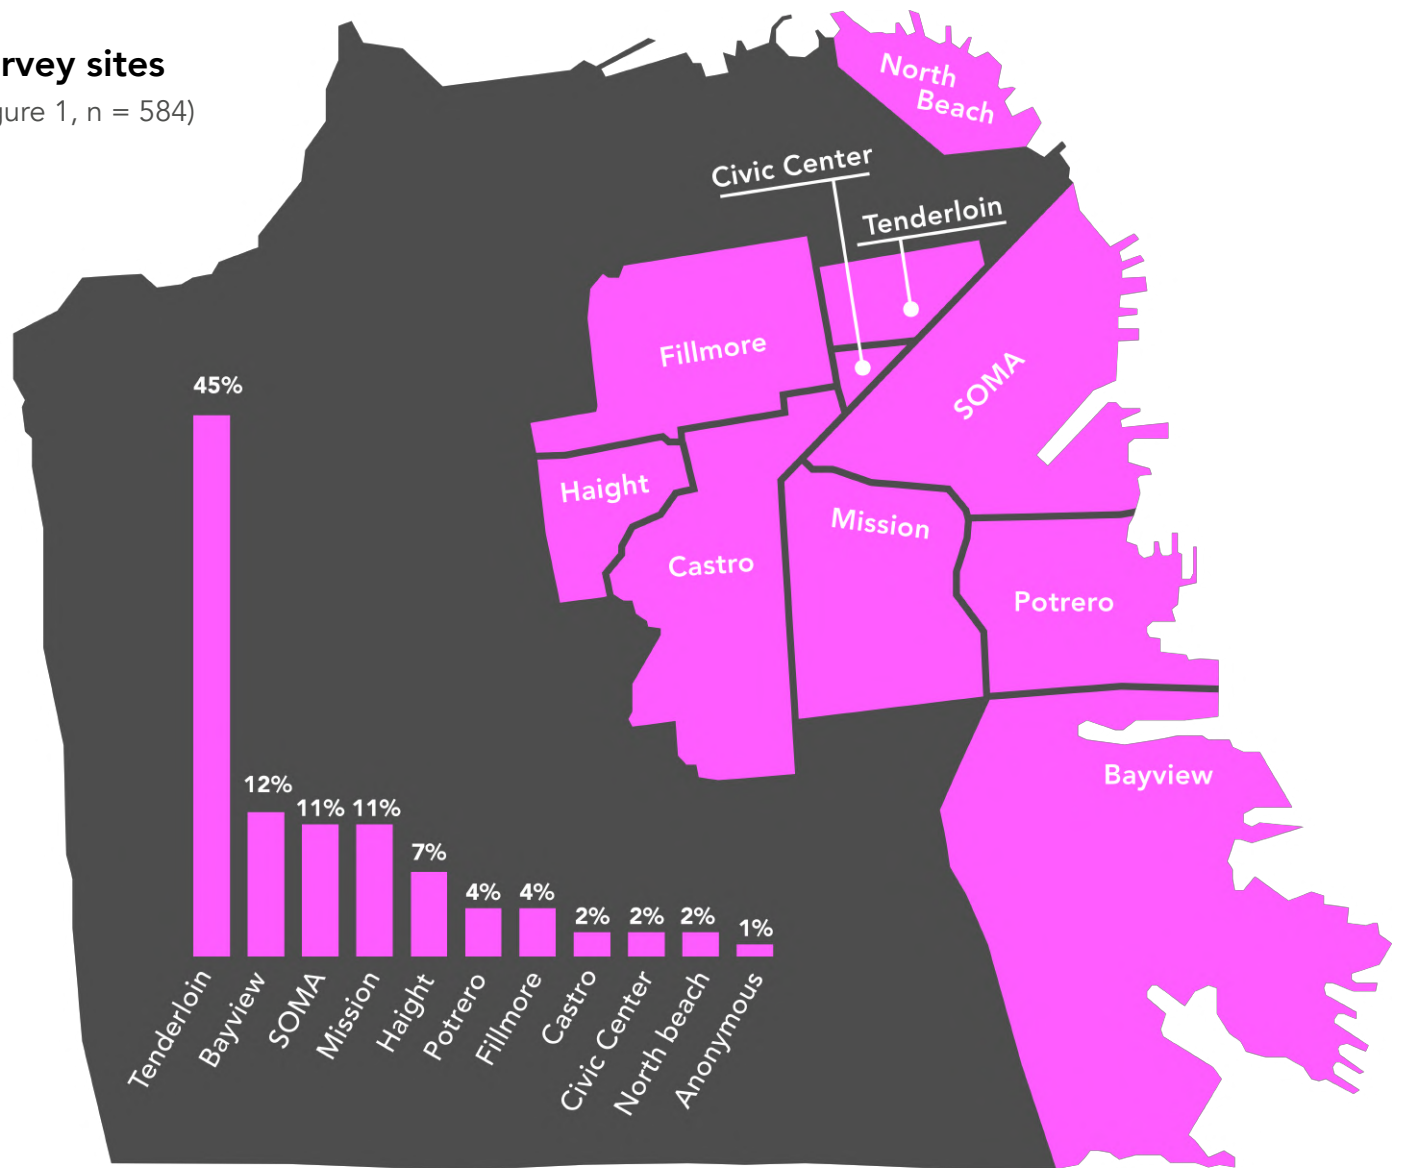 rvey sites
gure 1, n = 584)
North
Beach
Civic Center
Tenderloin
Fillmore
SOMA
Haight
Mission
Castro
Potrero
Bayview
45%
12%
11%
11%
7%
4%
4%
2%
2%
2%
1%
Tenderloin
Bayview
SOMA
Mission
Haight
Potrero
Fillmore
Castro
Civic Center
North beach
Anonymous